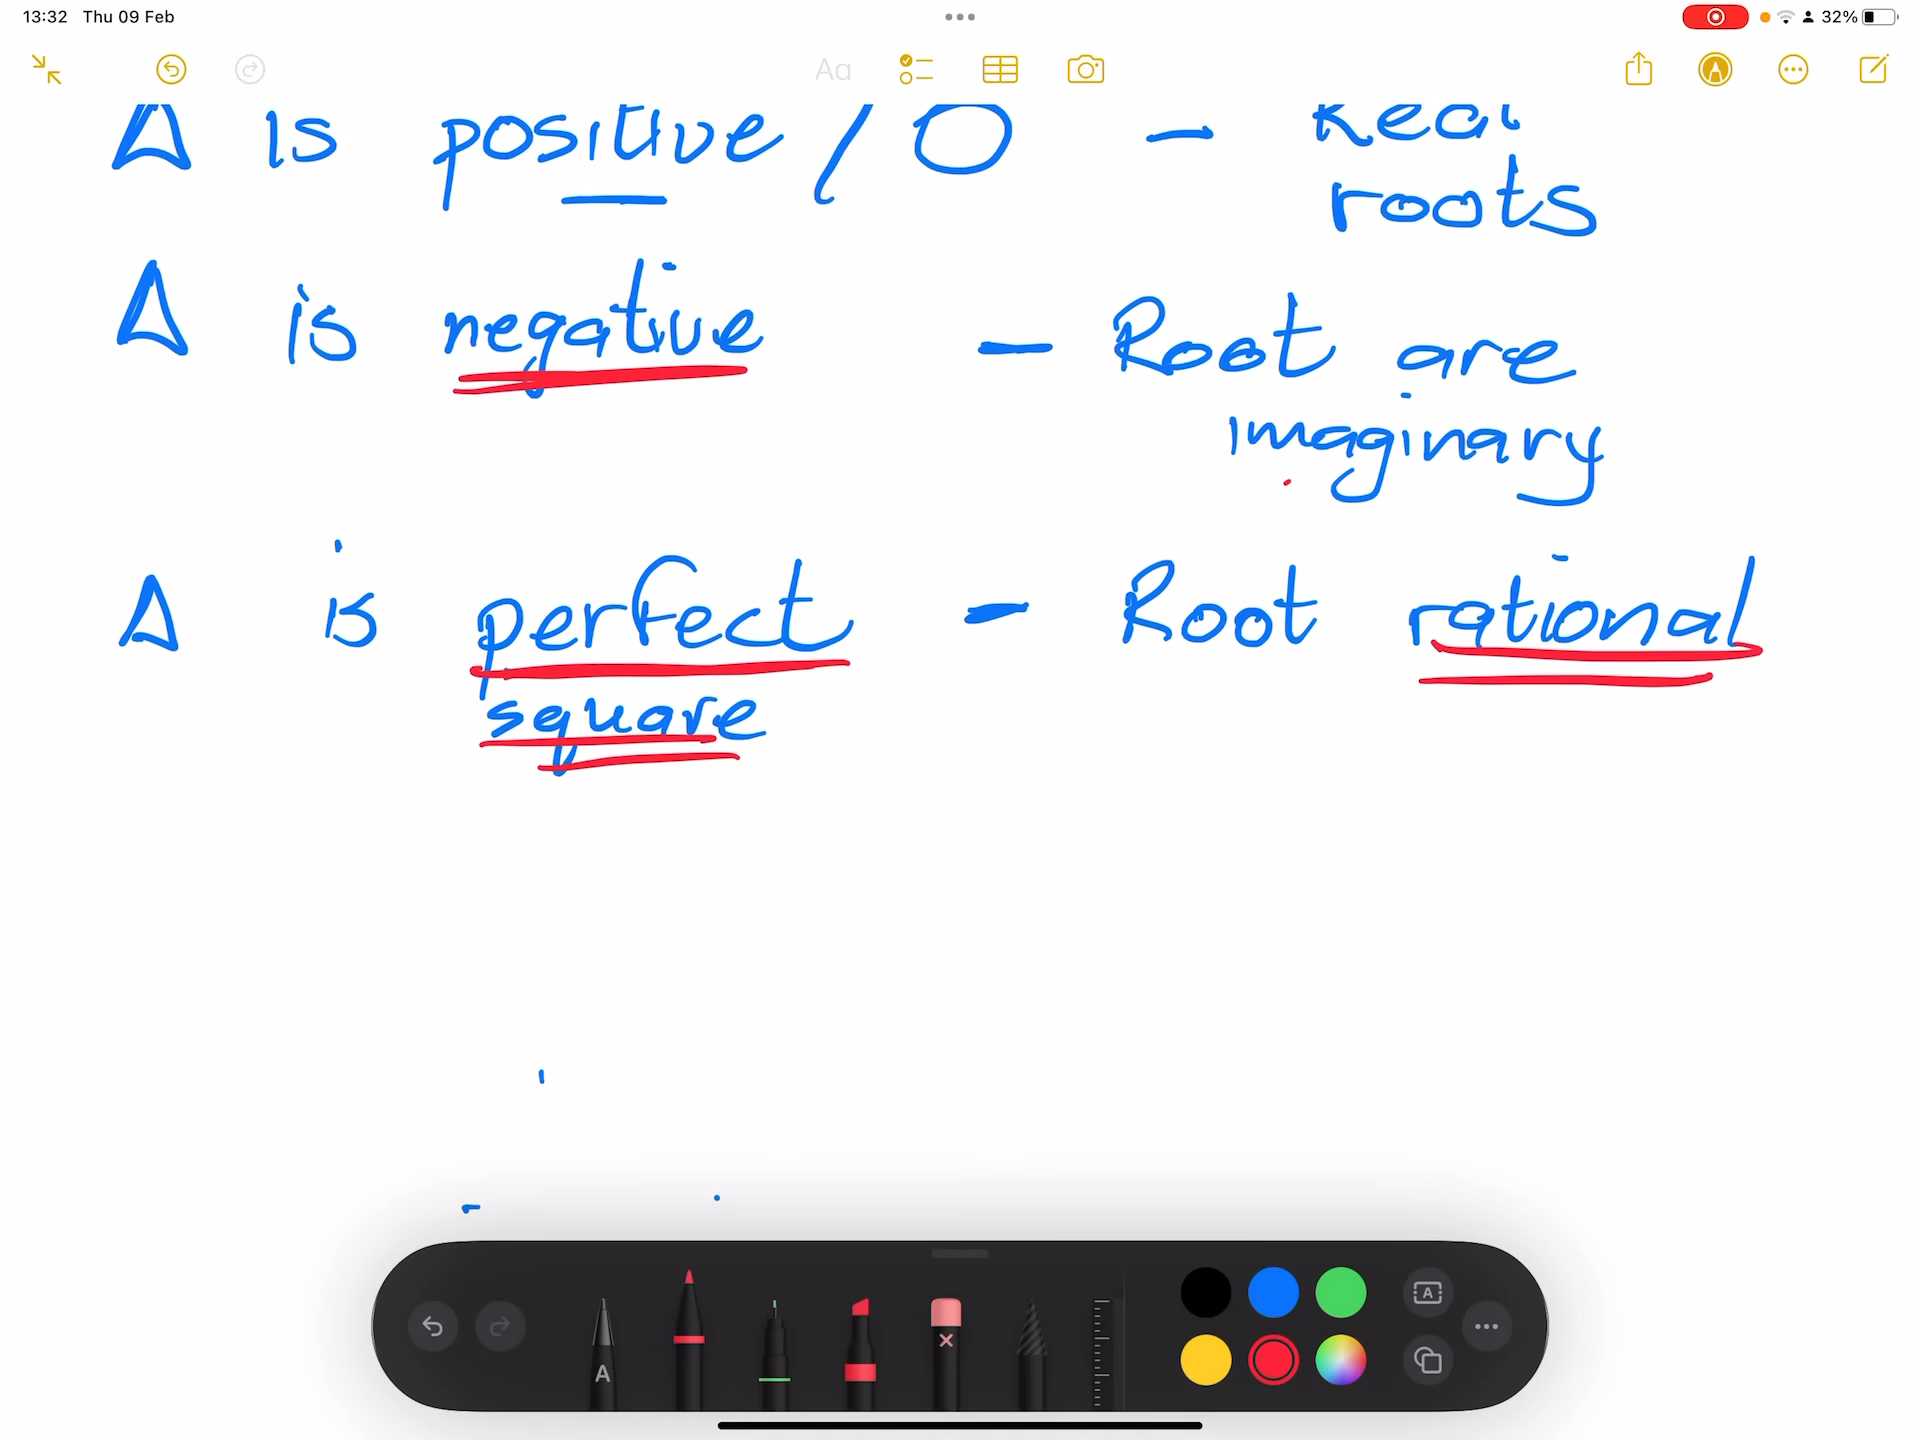 13:32 Thu 09 Feb 32%
Aa
Δ is positive / 0 - Real
roots
Δ is negative - Root are
imaginary
Δ is perfect - Root rational
square
A
A